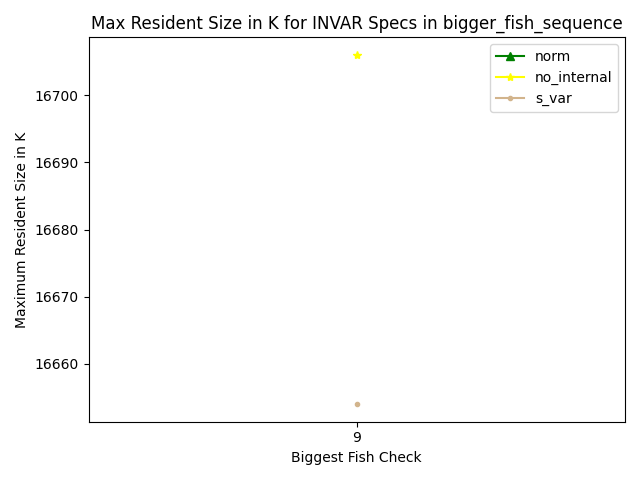 Max Resident Size in K for INVAR Specs in bigger_fish_sequence
norm
no_internal
s_var
16700
16690
16680
16670
16660
Maximum Resident Size in K
9
Biggest Fish Check